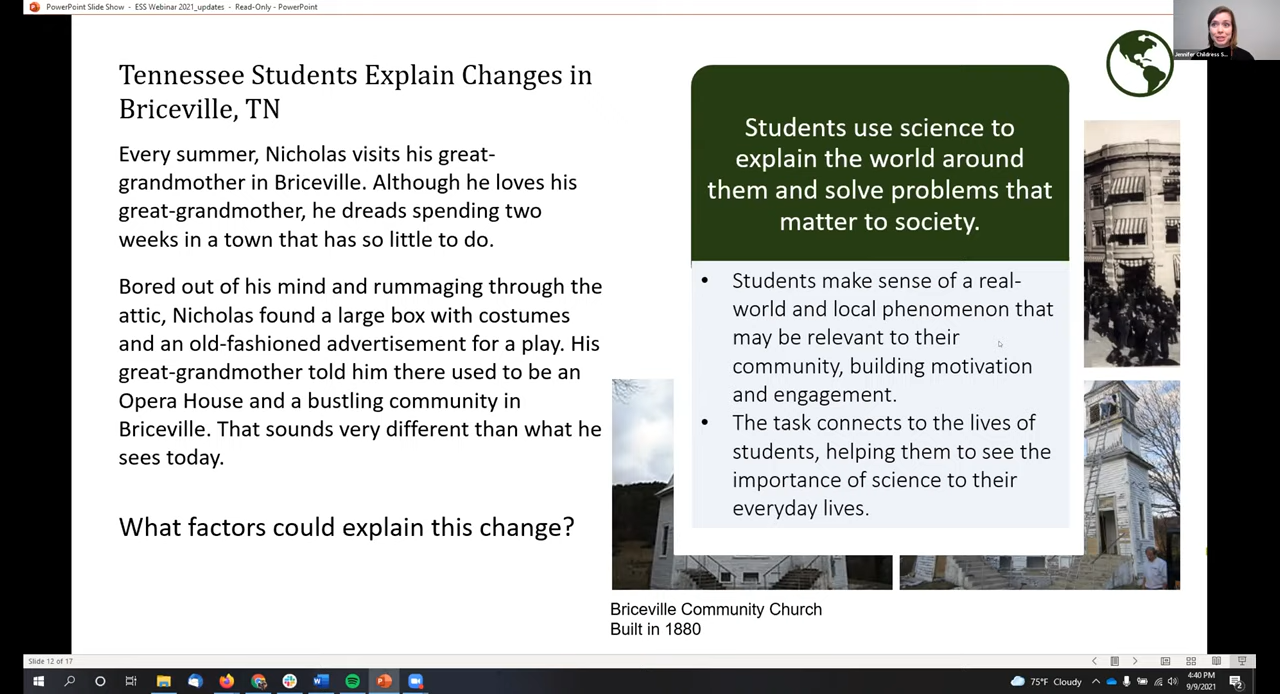 PowerPoint Slide Show - ESS Webinar 2021_updates - Read-Only - PowerPoint
Tennessee Students Explain Changes in
Briceville, TN
Every summer, Nicholas visits his great-
grandmother in Briceville. Although he loves his
great-grandmother, he dreads spending two
weeks in a town that has so little to do.
Bored out of his mind and rummaging through the
attic, Nicholas found a large box with costumes
and an old-fashioned advertisement for a play. His
great-grandmother told him there used to be an
Opera House and a bustling community in
Briceville. That sounds very different than what he
sees today.
What factors could explain this change?
Students use science to
explain the world around
them and solve problems that
matter to society.
• Students make sense of a real-
world and local phenomenon that
may be relevant to their
community, building motivation
and engagement.
• The task connects to the lives of
students, helping them to see the
importance of science to their
everyday lives.
Briceville Community Church
Built in 1880
Jennifer Childress S...
Slide 12 of 17
75°F Cloudy
4:40 PM
9/9/2021
2